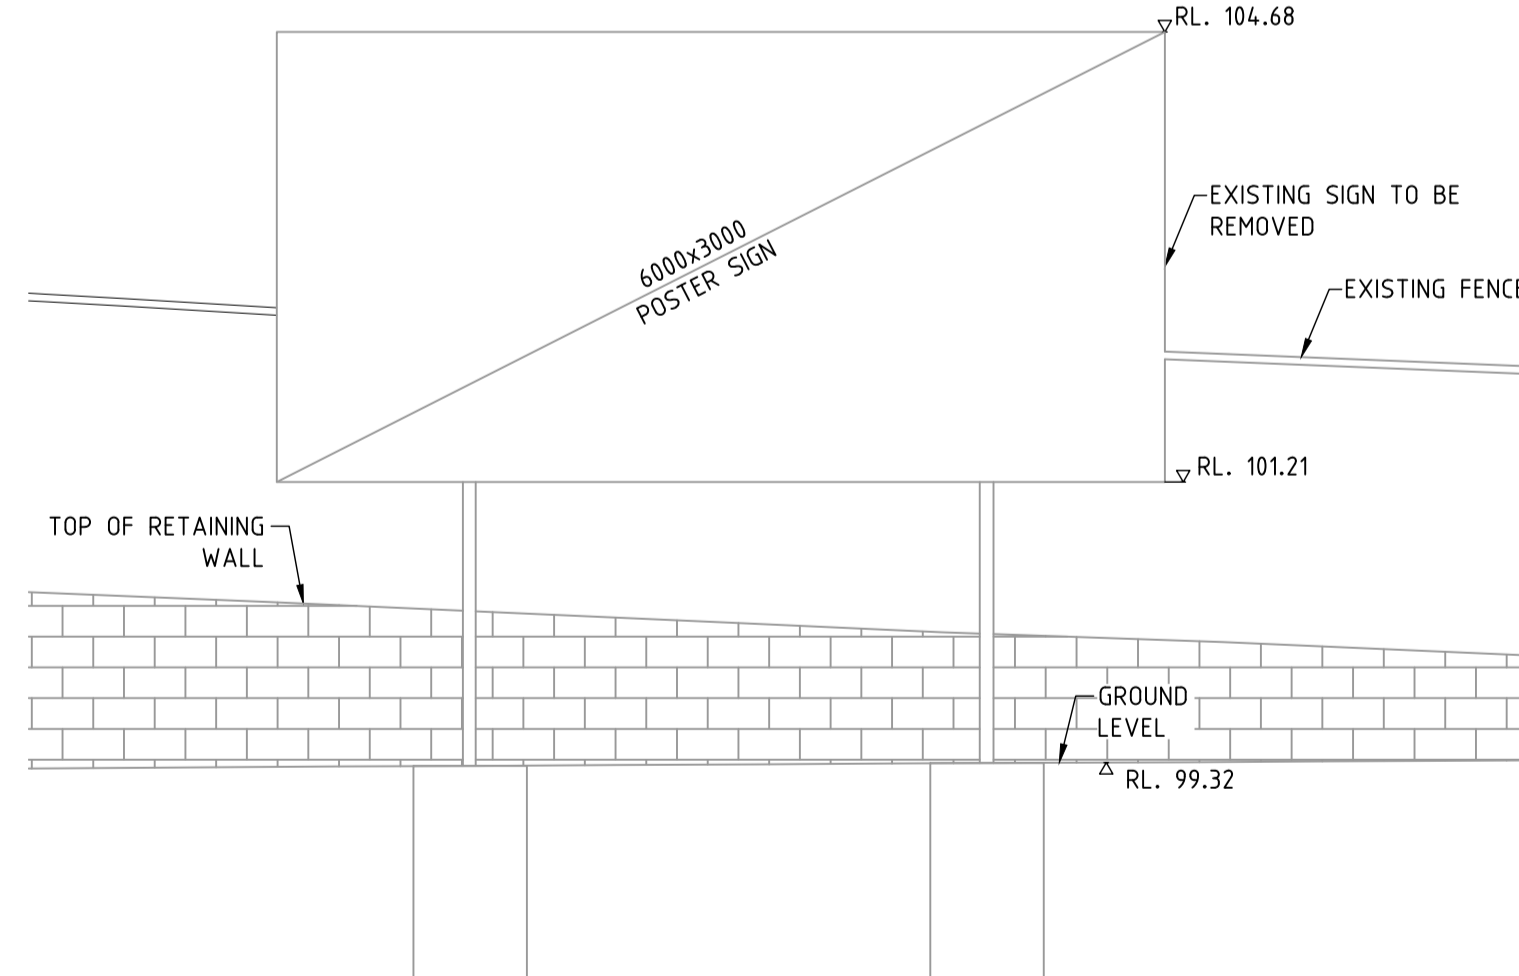 RL. 104.68
EXISTING SIGN TO BE
REMOVED
6000x3000
POSTER SIGN
EXISTING FENCE
RL. 101.21
TOP OF RETAINING
WALL
GROUND
LEVEL
RL. 99.32